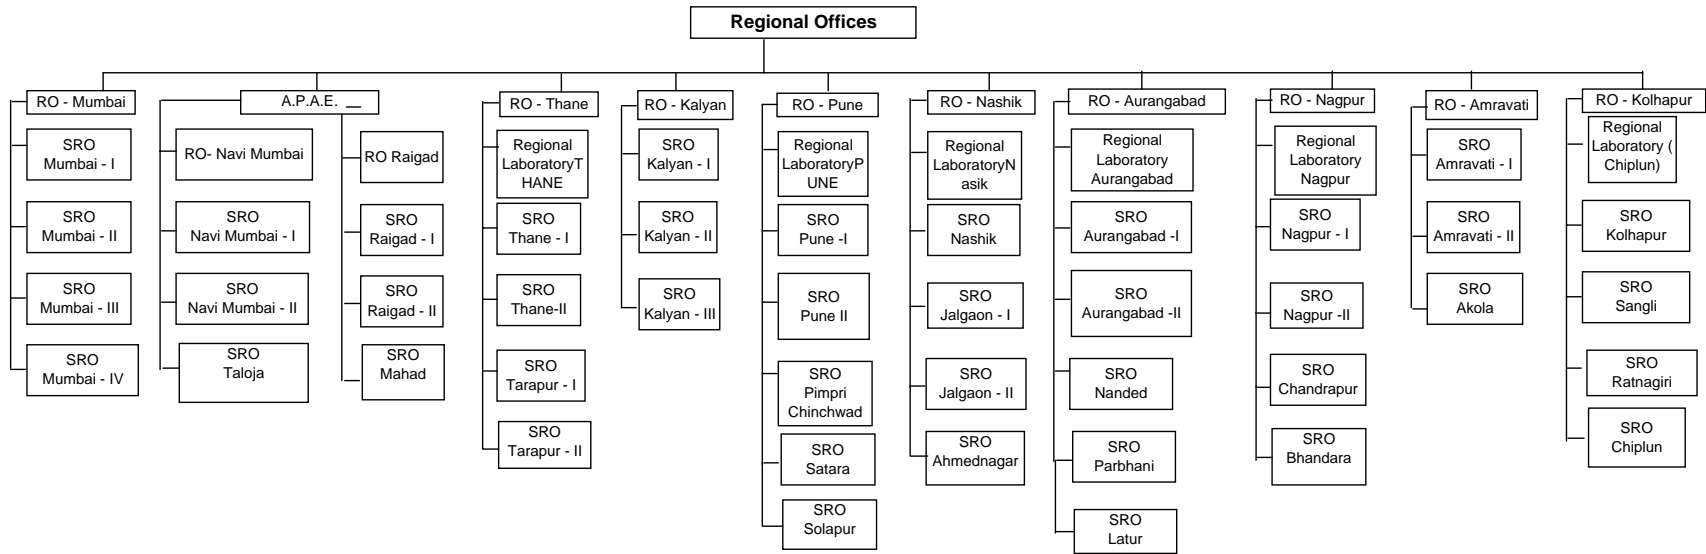 Regional Offices
RO - Mumbai
SRO
Mumbai - I
SRO
Mumbai - II
SRO
Mumbai - III
SRO
Mumbai - IV
A.P.A.E. __
RO- Navi Mumbai
SRO
Navi Mumbai - I
SRO
Navi Mumbai - II
SRO
Taloja
RO Raigad
SRO
Raigad - I
SRO
Raigad - II
SRO
Mahad
RO - Thane
Regional
LaboratoryT
HANE
SRO
Thane - I
SRO
Thane-II
SRO
Tarapur - I
SRO
Tarapur - II
RO - Kalyan
SRO
Kalyan - I
SRO
Kalyan - II
SRO
Kalyan - III
RO - Pune
Regional
LaboratoryP
UNE
SRO
Pune -I
SRO
Pune II
SRO
Pimpri
Chinchwad
SRO
Satara
SRO
Solapur
RO - Nashik
Regional
LaboratoryN
asik
SRO
Nashik
SRO
Jalgaon - I
SRO
Jalgaon - II
SRO
Ahmednagar
RO - Aurangabad
Regional
Laboratory
Aurangabad
SRO
Aurangabad -I
SRO
Aurangabad -II
SRO
Nanded
SRO
Parbhani
SRO
Latur
RO - Nagpur
Regional
Laboratory
Nagpur
SRO
Nagpur - I
SRO
Nagpur -II
SRO
Chandrapur
SRO
Bhandara
RO - Amravati
SRO
Amravati - I
SRO
Amravati - II
SRO
Akola
RO - Kolhapur
Regional
Laboratory (
Chiplun)
SRO
Kolhapur
SRO
Sangli
SRO
Ratnagiri
SRO
Chiplun